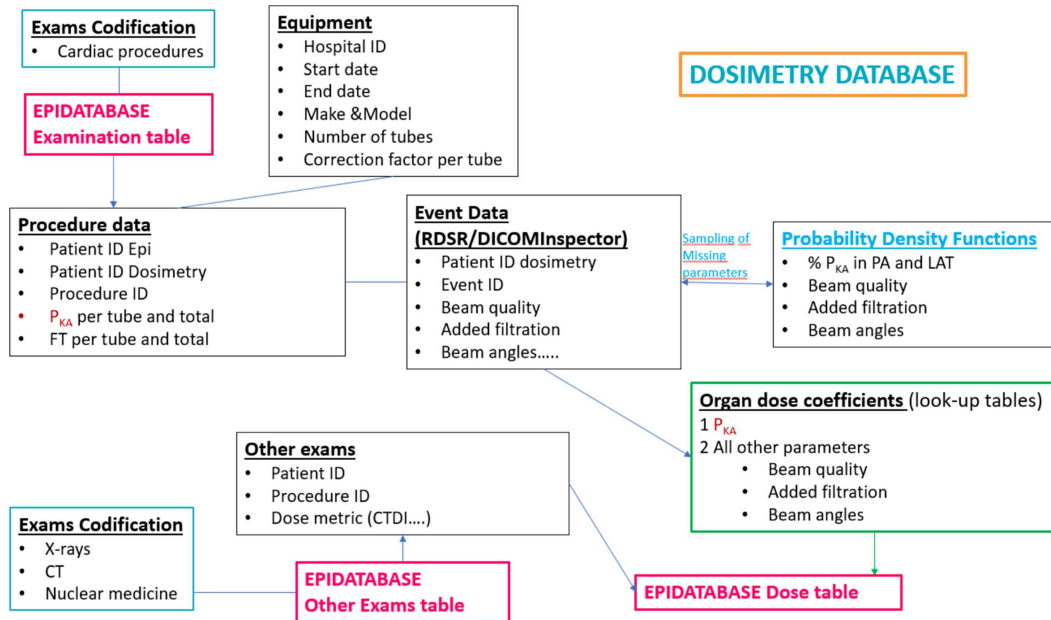 Exams Codification
• Cardiac procedures
EPIDATABASE
Examination table
Equipment
• Hospital ID
• Start date
• End date
• Make &Model
• Number of tubes
• Correction factor per tube
DOSIMETRY DATABASE
Procedure data
• Patient ID Epi
• Patient ID Dosimetry
• Procedure ID
• PKA per tube and total
• FT per tube and total
Event Data
(RDSR/DICOMInspector)
• Patient ID dosimetry
• Event ID
• Beam quality
• Added filtration
• Beam angles…..
Sampling of
Missing
parameters
Probability Density Functions
• % PKA in PA and LAT
• Beam quality
• Added filtration
• Beam angles
Organ dose coefficients (look-up tables)
1 PKA
2 All other parameters
• Beam quality
• Added filtration
• Beam angles
Other exams
• Patient ID
• Procedure ID
• Dose metric (CTDI….)
Exams Codification
• X-rays
• CT
• Nuclear medicine
EPIDATABASE
Other Exams table
EPIDATABASE Dose table